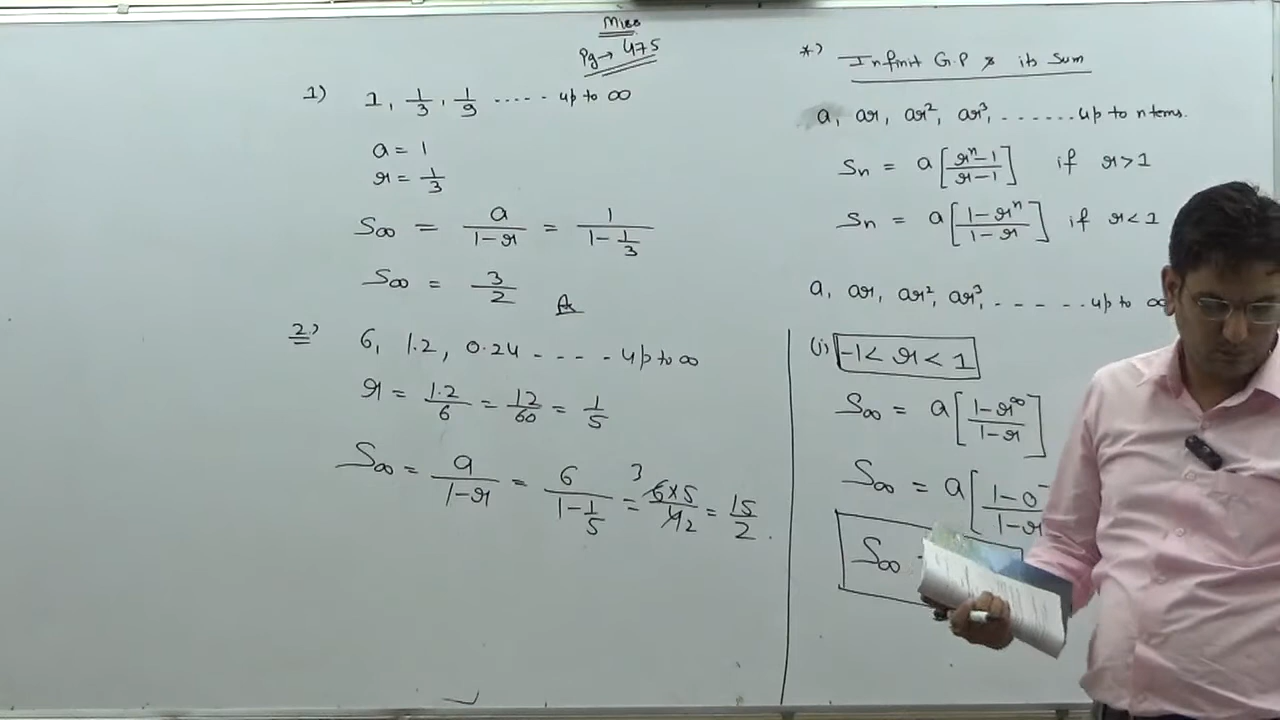 Misc
Pg → 475
1) 1, 1/3, 1/9 ..... up to ∞
a = 1
r = 1/3
S∞ = a/(1-r) = 1/(1-1/3)
S∞ = 3/2
2.) 6, 1.2, 0.24 - - - - up to ∞
r = 1.2/6 = 12/60 = 1/5
S∞ = a/(1-r) = 6/(1-1/5) = 3 6×5/4 2 = 15/2.
*) Infinit G.P & its Sum
a, ar, ar², ar³, ....... up to n tems.
Sn = a[(rⁿ-1)/(r-1)] if r>1
Sn = a[(1-rⁿ)/(1-r)] if r<1
a, ar, ar², ar³, - - - - .. up to ∞
(i) -1 < r < 1
S∞ = a[(1-r^∞)/(1-r)]
S∞ = a[(1-0)/(1-r
S∞